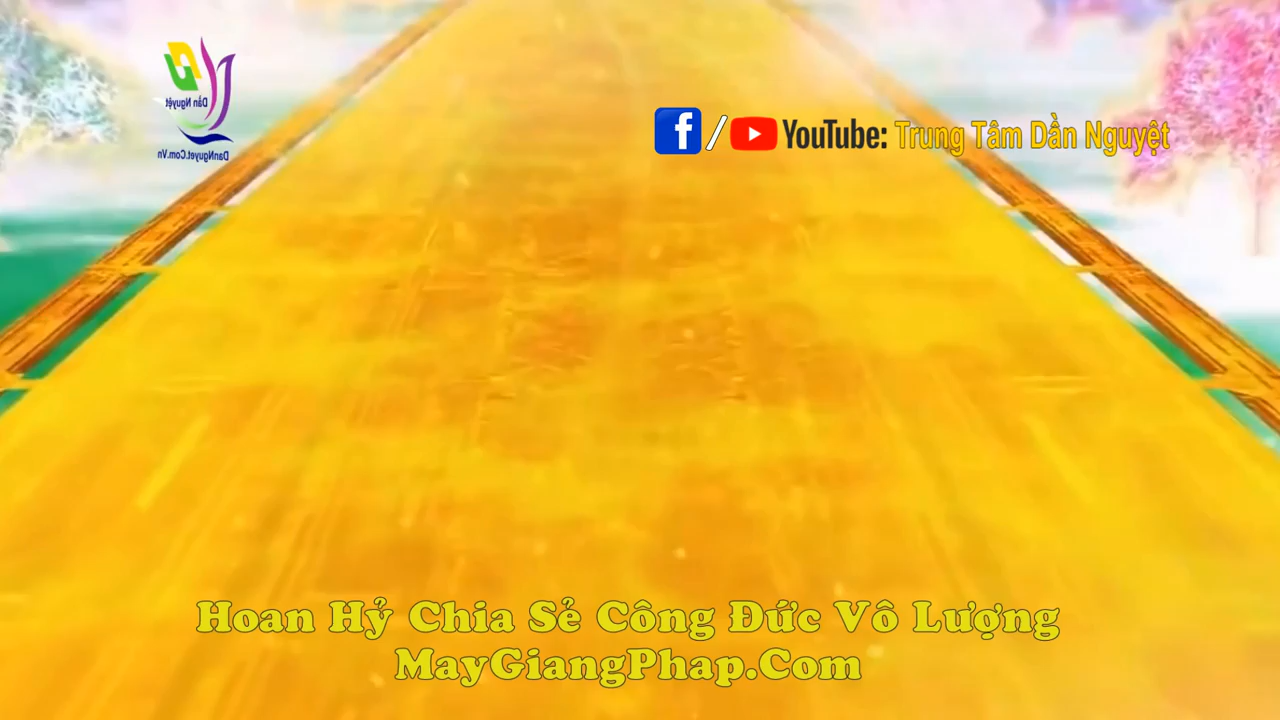 Dần Nguyệt
DanNguyet.Com.Vn
f/YouTube: Trung Tâm Dần Nguyệt
Hoan Hỷ Chia Sẻ Công Đức Vô Lượng
MayGiangPhap.Com